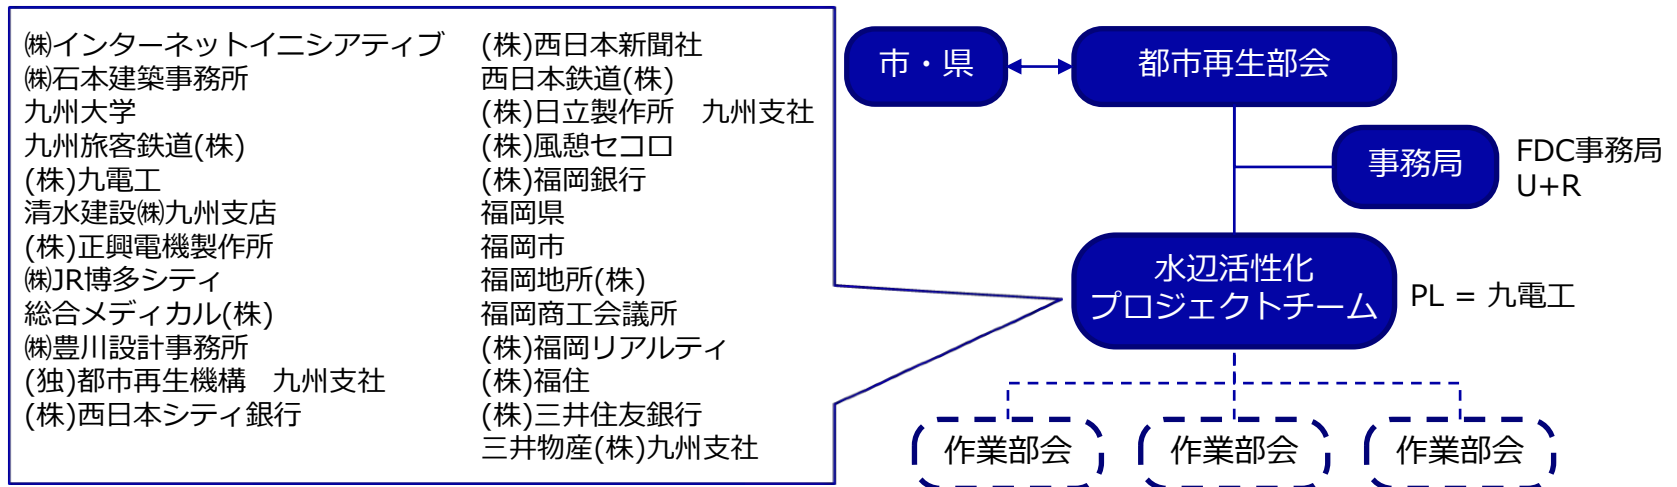 ㈱インターネットイニシアティブ
㈱石本建築事務所
九州大学
九州旅客鉄道(株)
(株)九電工
清水建設㈱九州支店
(株)正興電機製作所
㈱JR博多シティ
総合メディカル(株)
㈱豊川設計事務所
(独)都市再生機構　九州支社
(株)西日本シティ銀行
(株)西日本新聞社
西日本鉄道(株)
(株)日立製作所　九州支社
(株)風憩セコロ
(株)福岡銀行
福岡県
福岡市
福岡地所(株)
福岡商工会議所
(株)福岡リアルティ
(株)福住
(株)三井住友銀行
三井物産(株)九州支社
市・県
都市再生部会
事務局
FDC事務局
U+R
水辺活性化
プロジェクトチーム
PL = 九電工
作業部会
作業部会
作業部会